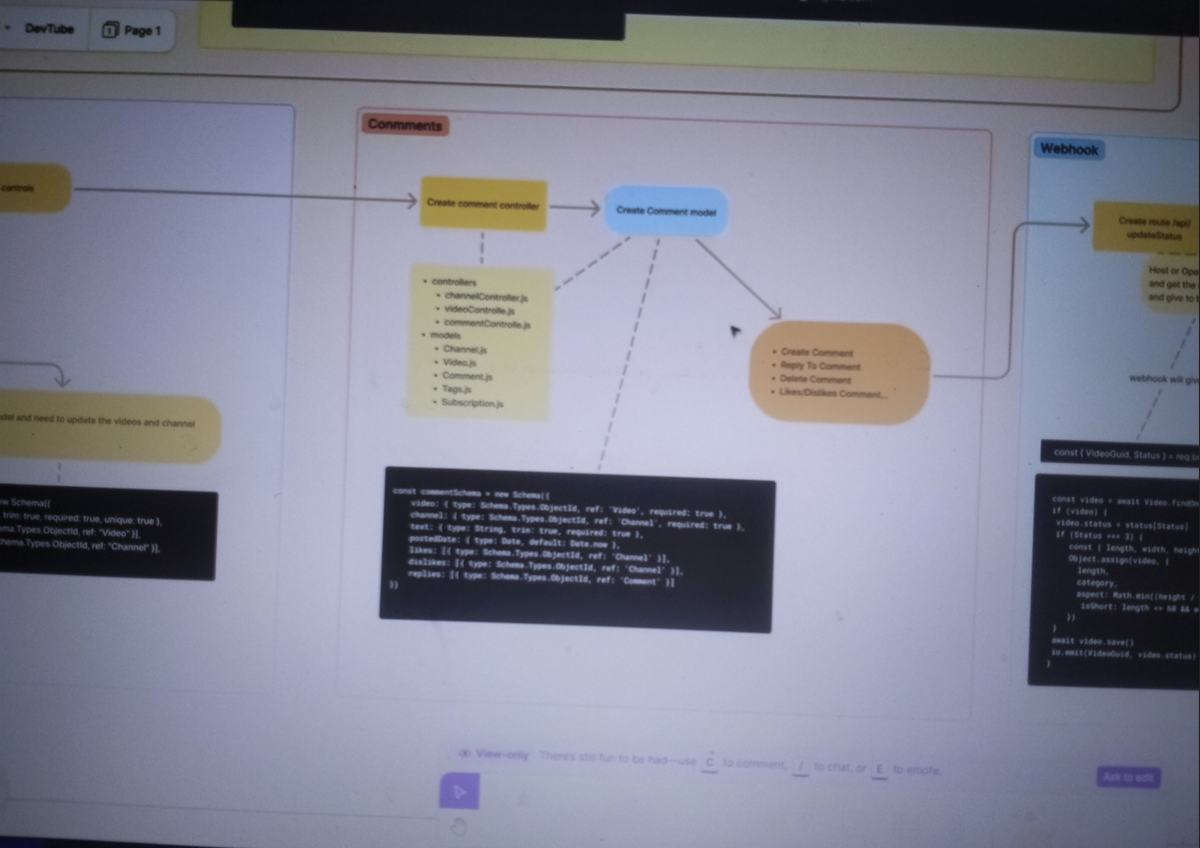 DevTube
Page 1
Conmments
controls
Create comment controller
Create Comment model
• controllers
• channelController.js
• videoControlle.js
• commentControlle.js
• models
• Channel.js
• Video.js
• Comment.js
• Tags.js
• Subscription.js
• Create Comment
• Reply To Comment
• Delete Comment
• Likes/Dislikes Comment...
const commentSchema = new Schema({
video: { type: Schema.Types.ObjectId, ref: 'Video', required: true },
channel: { type: Schema.Types.ObjectId, ref: 'Channel', required: true },
text: { type: String, trim: true, required: true },
postedDate: { type: Date, default: Date.now },
likes: [{ type: Schema.Types.ObjectId, ref: 'Channel' }],
dislikes: [{ type: Schema.Types.ObjectId, ref: 'Channel' }],
replies: [{ type: Schema.Types.ObjectId, ref: 'Comment' }]
})
and need to update the videos and channel
Schema({
trim: true, required: true, unique: true },
.Types.ObjectId, ref: "Video" }],
.Types.ObjectId, ref: "Channel" }],
Webhook
Create route /api/
updateStatus
Host or
and get the
and give to
webhook will
const { VideoGuid, Status } =
const video = await
if (video) {
video.status = status[Status]
if (Status === 3) {
const { length, width,
Object.assign(video, {
length,
category,
aspect: Math.min((height /
isShort: length <= 60 &&
})
}
await video.save()
io.emit(VideoGuid, video.status)
}
View-only There's still fun to be had—use C to comment, / to chat, or E to emote.
Ask to edit